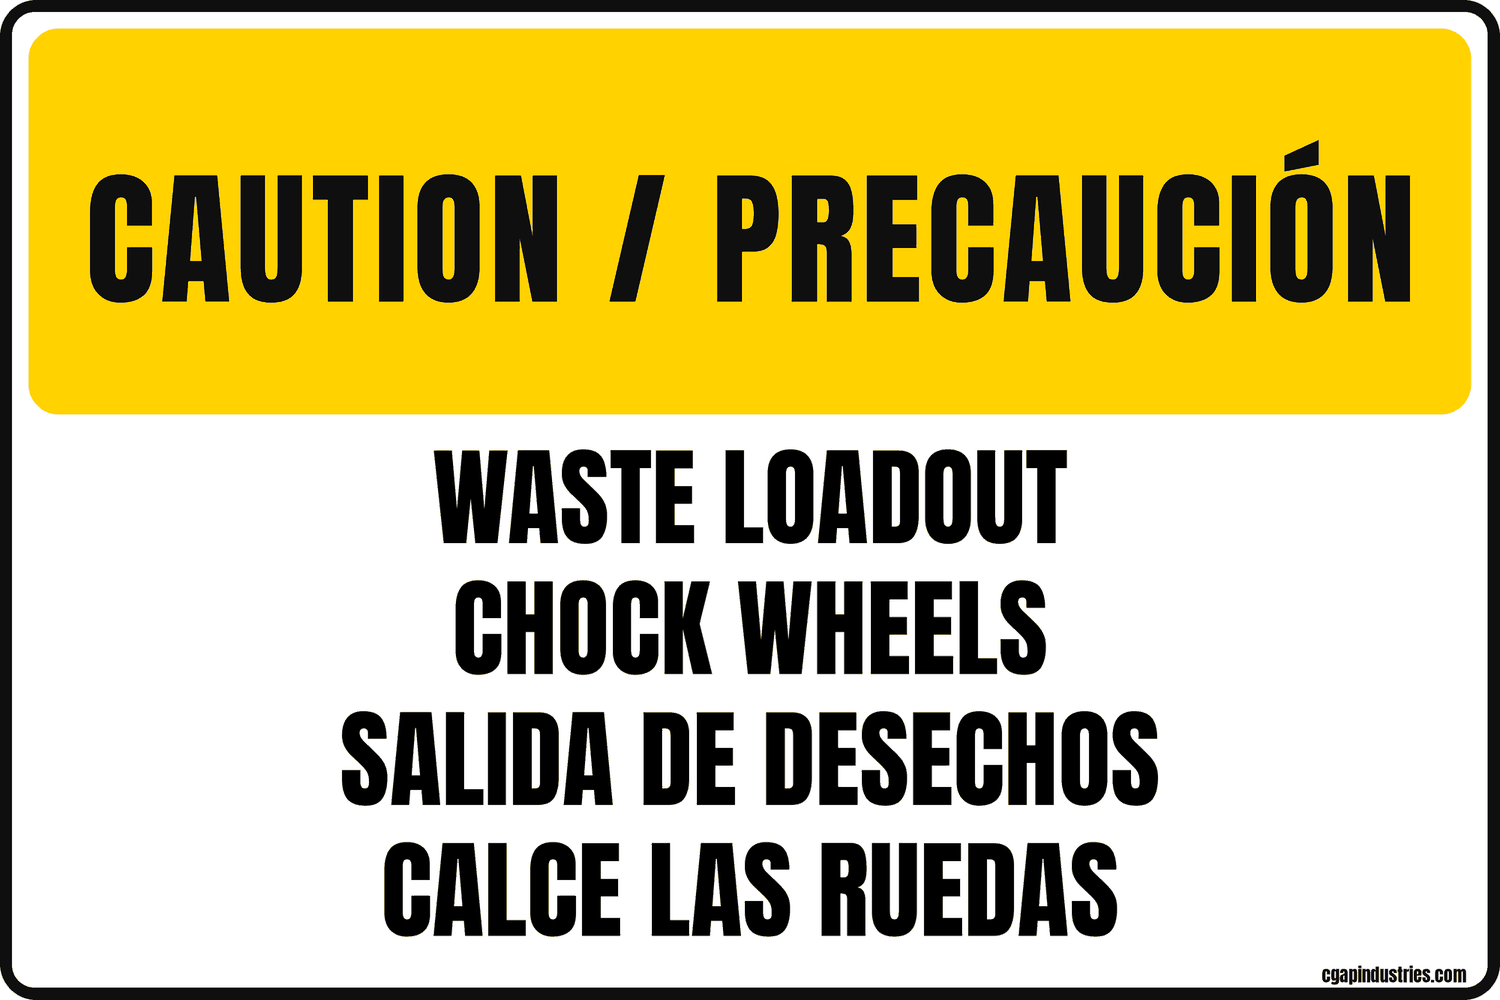 CAUTION / PRECAUCIÓN
WASTE LOADOUT
CHOCK WHEELS
SALIDA DE DESECHOS
CALCE LAS RUEDAS
cgapindustries.com